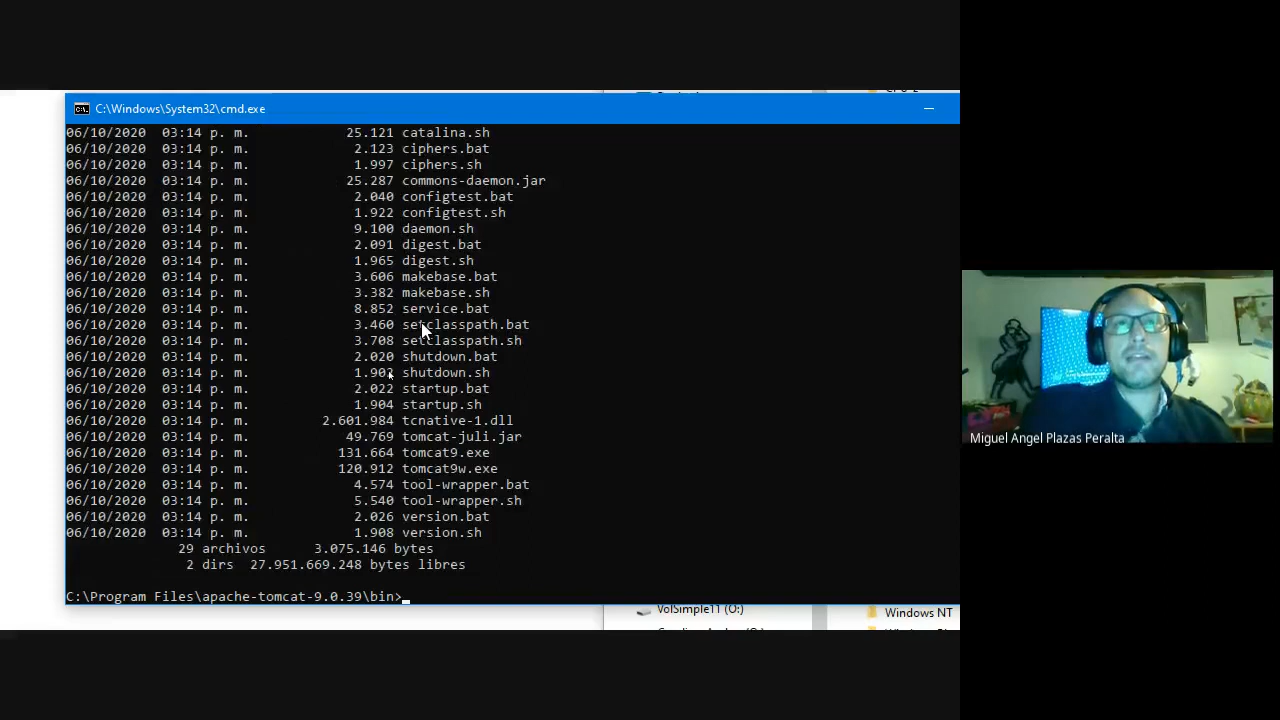 C:\Windows\System32\cmd.exe
06/10/2020 03:14 p. m. 25.121 catalina.sh
06/10/2020 03:14 p. m. 2.123 ciphers.bat
06/10/2020 03:14 p. m. 1.997 ciphers.sh
06/10/2020 03:14 p. m. 25.287 commons-daemon.jar
06/10/2020 03:14 p. m. 2.040 configtest.bat
06/10/2020 03:14 p. m. 1.922 configtest.sh
06/10/2020 03:14 p. m. 9.100 daemon.sh
06/10/2020 03:14 p. m. 2.091 digest.bat
06/10/2020 03:14 p. m. 1.965 digest.sh
06/10/2020 03:14 p. m. 3.606 makebase.bat
06/10/2020 03:14 p. m. 3.382 makebase.sh
06/10/2020 03:14 p. m. 8.852 service.bat
06/10/2020 03:14 p. m. 3.460 setclasspath.bat
06/10/2020 03:14 p. m. 3.708 setclasspath.sh
06/10/2020 03:14 p. m. 2.020 shutdown.bat
06/10/2020 03:14 p. m. shutdown.sh
06/10/2020 03:14 p. m. 2.022 startup.bat
06/10/2020 03:14 p. m. 1.904 startup.sh
06/10/2020 03:14 p. m. 2.601.984 tcnative-1.dll
06/10/2020 03:14 p. m. 49.769 tomcat-juli.jar
06/10/2020 03:14 p. m. 131.664 tomcat9.exe
06/10/2020 03:14 p. m. 120.912 tomcat9w.exe
06/10/2020 03:14 p. m. 4.574 tool-wrapper.bat
06/10/2020 03:14 p. m. 5.540 tool-wrapper.sh
06/10/2020 03:14 p. m. 2.026 version.bat
06/10/2020 03:14 p. m. 1.908 version.sh
29 archivos 3.075.146 bytes
2 dirs 27.951.669.248 bytes libres
C:\Program Files\apache-tomcat-9.0.39\bin>
VolSimple11 (O:)
Windows NT
Miguel Angel Plazas Peralta